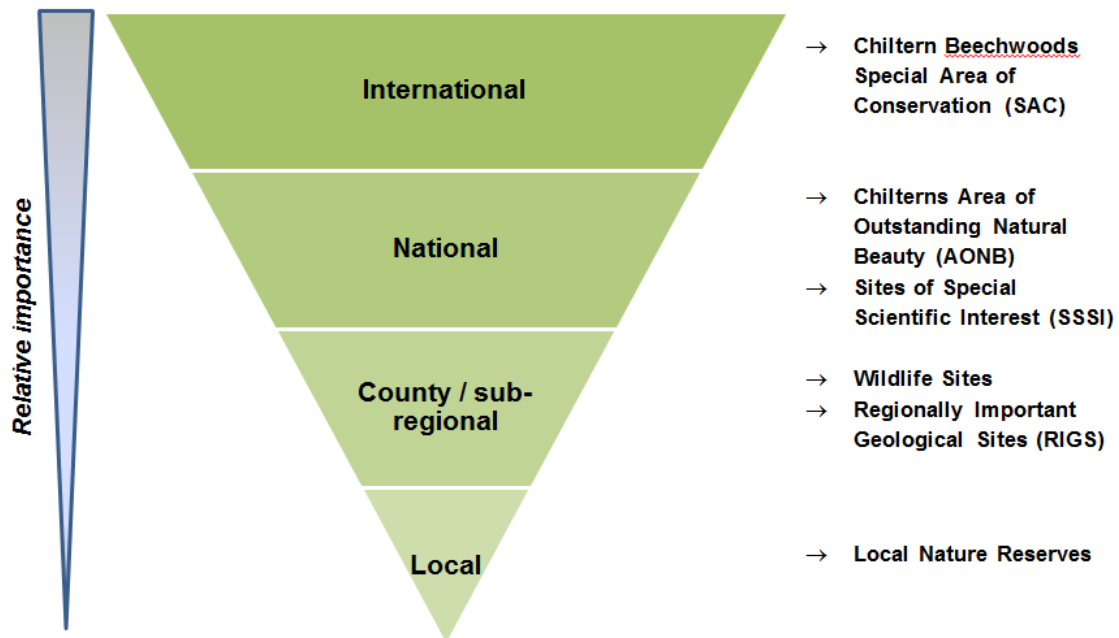 Relative importance
International
→ Chiltern Beechwoods
Special Area of
Conservation (SAC)
National
→ Chilterns Area of
Outstanding Natural
Beauty (AONB)
→ Sites of Special
Scientific Interest (SSSI)
County / sub-
regional
→ Wildlife Sites
→ Regionally Important
Geological Sites (RIGS)
Local
→ Local Nature Reserves